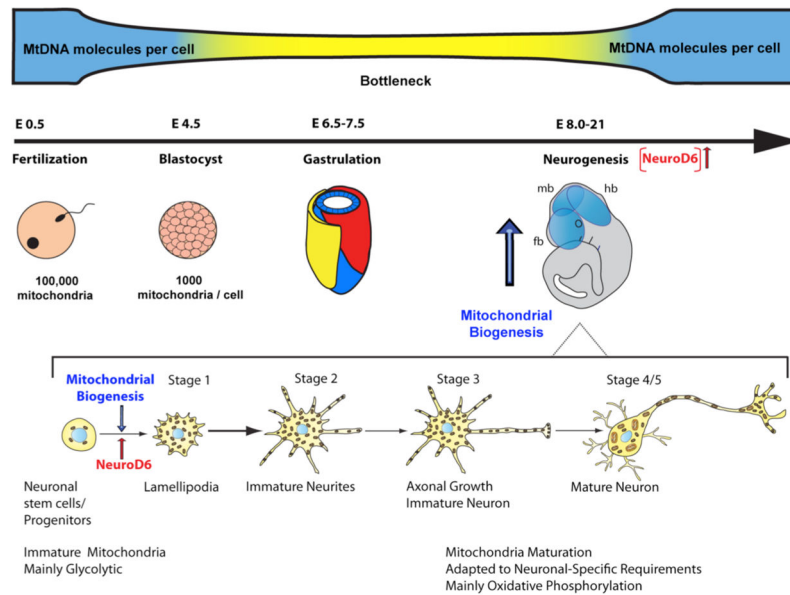 MtDNA molecules per cell
MtDNA molecules per cell
Bottleneck
E 0.5
E 4.5
E 6.5-7.5
E 8.0-21
Fertilization
Blastocyst
Gastrulation
Neurogenesis
[NeuroD6]
mb
hb
fb
100,000
mitochondria
1000
mitochondria / cell
Mitochondrial
Biogenesis
Mitochondrial
Biogenesis
NeuroD6
Stage 1
Stage 2
Stage 3
Stage 4/5
Neuronal
stem cells/
Progenitors
Lamellipodia
Immature Neurites
Axonal Growth
Immature Neuron
Mature Neuron
Immature Mitochondria
Mainly Glycolytic
Mitochondria Maturation
Adapted to Neuronal-Specific Requirements
Mainly Oxidative Phosphorylation